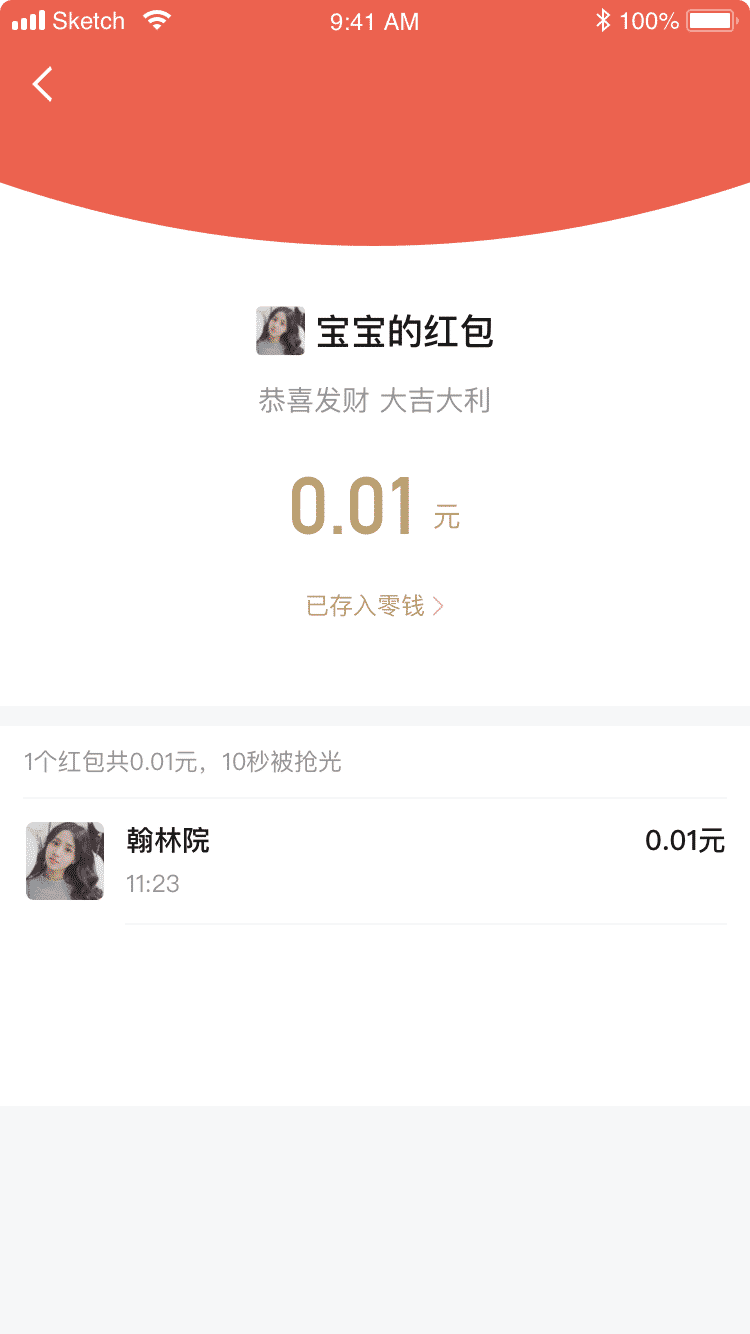 Sketch 9:41 AM 100%
宝宝的红包
恭喜发财 大吉大利
0.01 元
已存入零钱
1个红包共0.01元，10秒被抢光
翰林院 0.01元
11:23